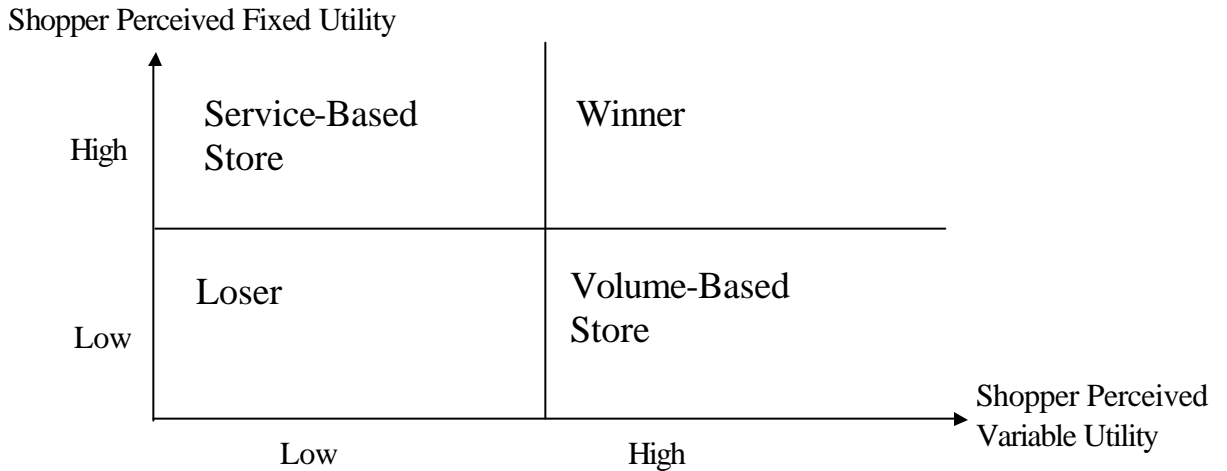 Shopper Perceived Fixed Utility
Service-Based
Store
Winner
High
Loser
Volume-Based
Store
Low
Shopper Perceived
Variable Utility
Low
High